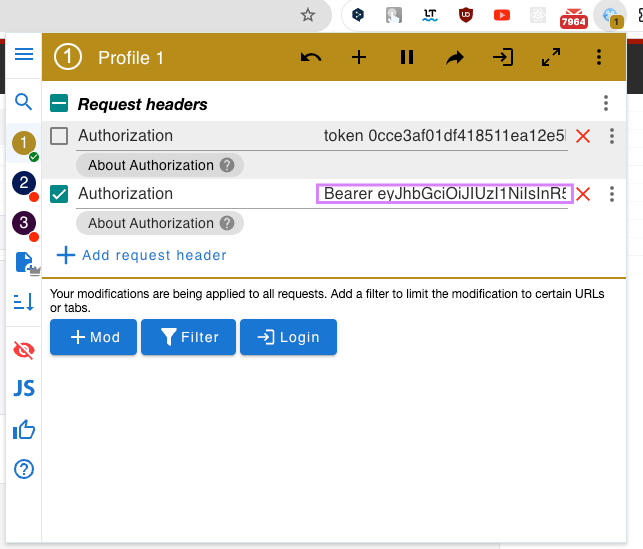 LT
UD
7964
1
1 Profile 1
Request headers
1
Authorization token 0cce3af01df418511ea12e5
About Authorization ?
2
Authorization Bearer eyJhbGciOiJIUzI1NiIsInR5
3
About Authorization ?
+ Add request header
Your modifications are being applied to all requests. Add a filter to limit the modification to certain URLs
or tabs.
+ Mod Filter Login
JS
?